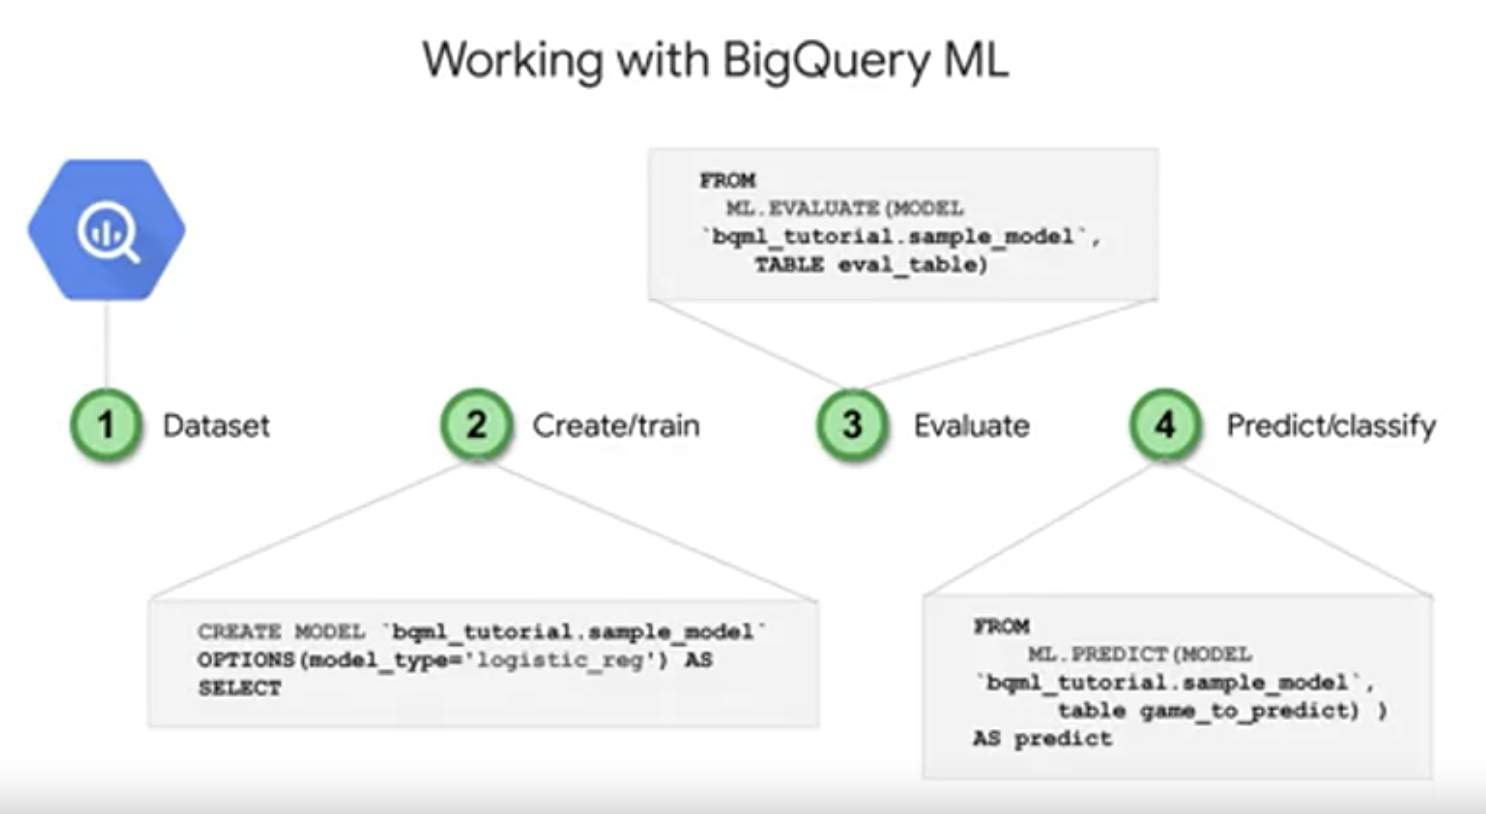 Working with BigQuery ML
FROM
ML.EVALUATE(MODEL
`bqml_tutorial.sample_model`,
TABLE eval_table)
1 Dataset
2 Create/train
3 Evaluate
4 Predict/classify
CREATE MODEL `bqml_tutorial.sample_model`
OPTIONS(model_type='logistic_reg') AS
SELECT
FROM
ML.PREDICT(MODEL
`bqml_tutorial.sample_model`,
table game_to_predict) )
AS predict